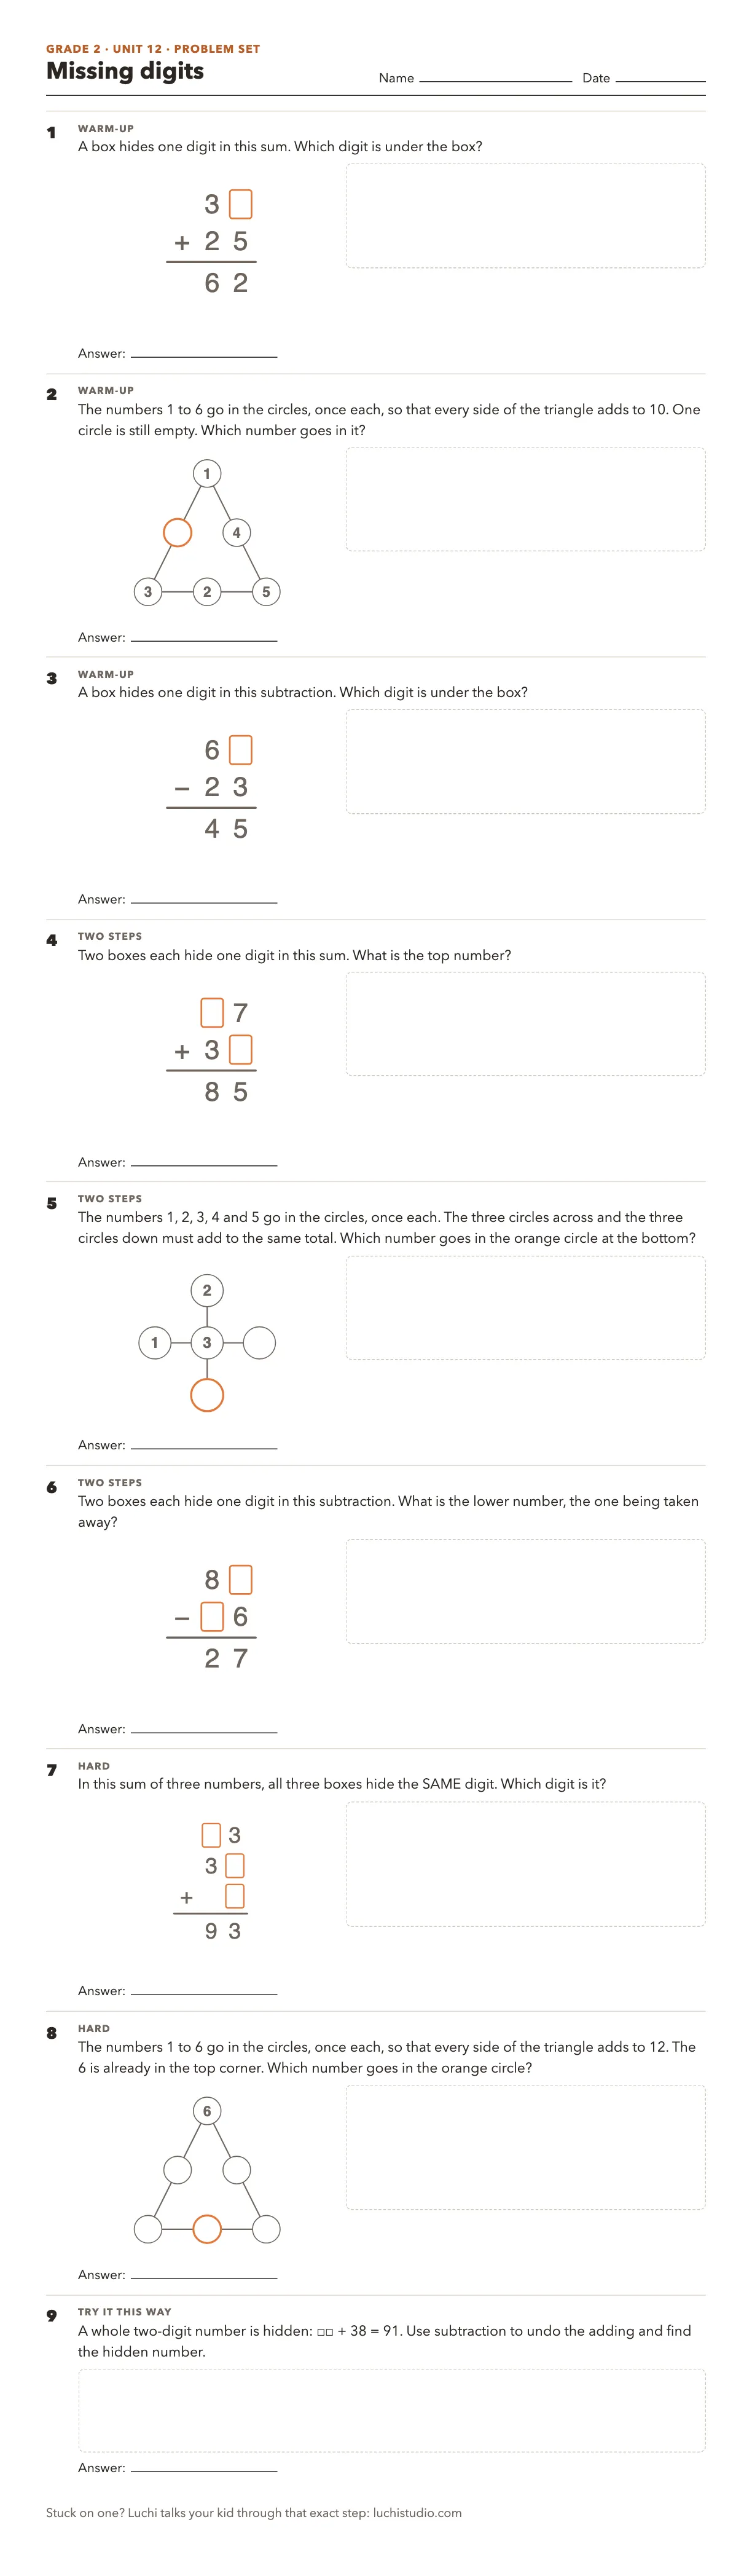 GRADE 2 · UNIT 12 · PROBLEM SET
Missing digits
Name
Date
1
WARM-UP
A box hides one digit in this sum. Which digit is under the box?
3 □
+ 2 5
6 2
Answer:
2
WARM-UP
The numbers 1 to 6 go in the circles, once each, so that every side of the triangle adds to 10. One
circle is still empty. Which number goes in it?
1
4
3 2 5
Answer:
3
WARM-UP
A box hides one digit in this subtraction. Which digit is under the box?
6 □
− 2 3
4 5
Answer:
4
TWO STEPS
Two boxes each hide one digit in this sum. What is the top number?
□ 7
+ 3 □
8 5
Answer:
5
TWO STEPS
The numbers 1, 2, 3, 4 and 5 go in the circles, once each. The three circles across and the three
circles down must add to the same total. Which number goes in the orange circle at the bottom?
2
1 3
Answer:
6
TWO STEPS
Two boxes each hide one digit in this subtraction. What is the lower number, the one being taken
away?
8 □
− □ 6
2 7
Answer:
7
HARD
In this sum of three numbers, all three boxes hide the SAME digit. Which digit is it?
□ 3
3 □
+ □
9 3
Answer:
8
HARD
The numbers 1 to 6 go in the circles, once each, so that every side of the triangle adds to 12. The
6 is already in the top corner. Which number goes in the orange circle?
6
Answer:
9
TRY IT THIS WAY
A whole two-digit number is hidden: □□ + 38 = 91. Use subtraction to undo the adding and find
the hidden number.
Answer:
Stuck on one? Luchi talks your kid through that exact step: luchistudio.com